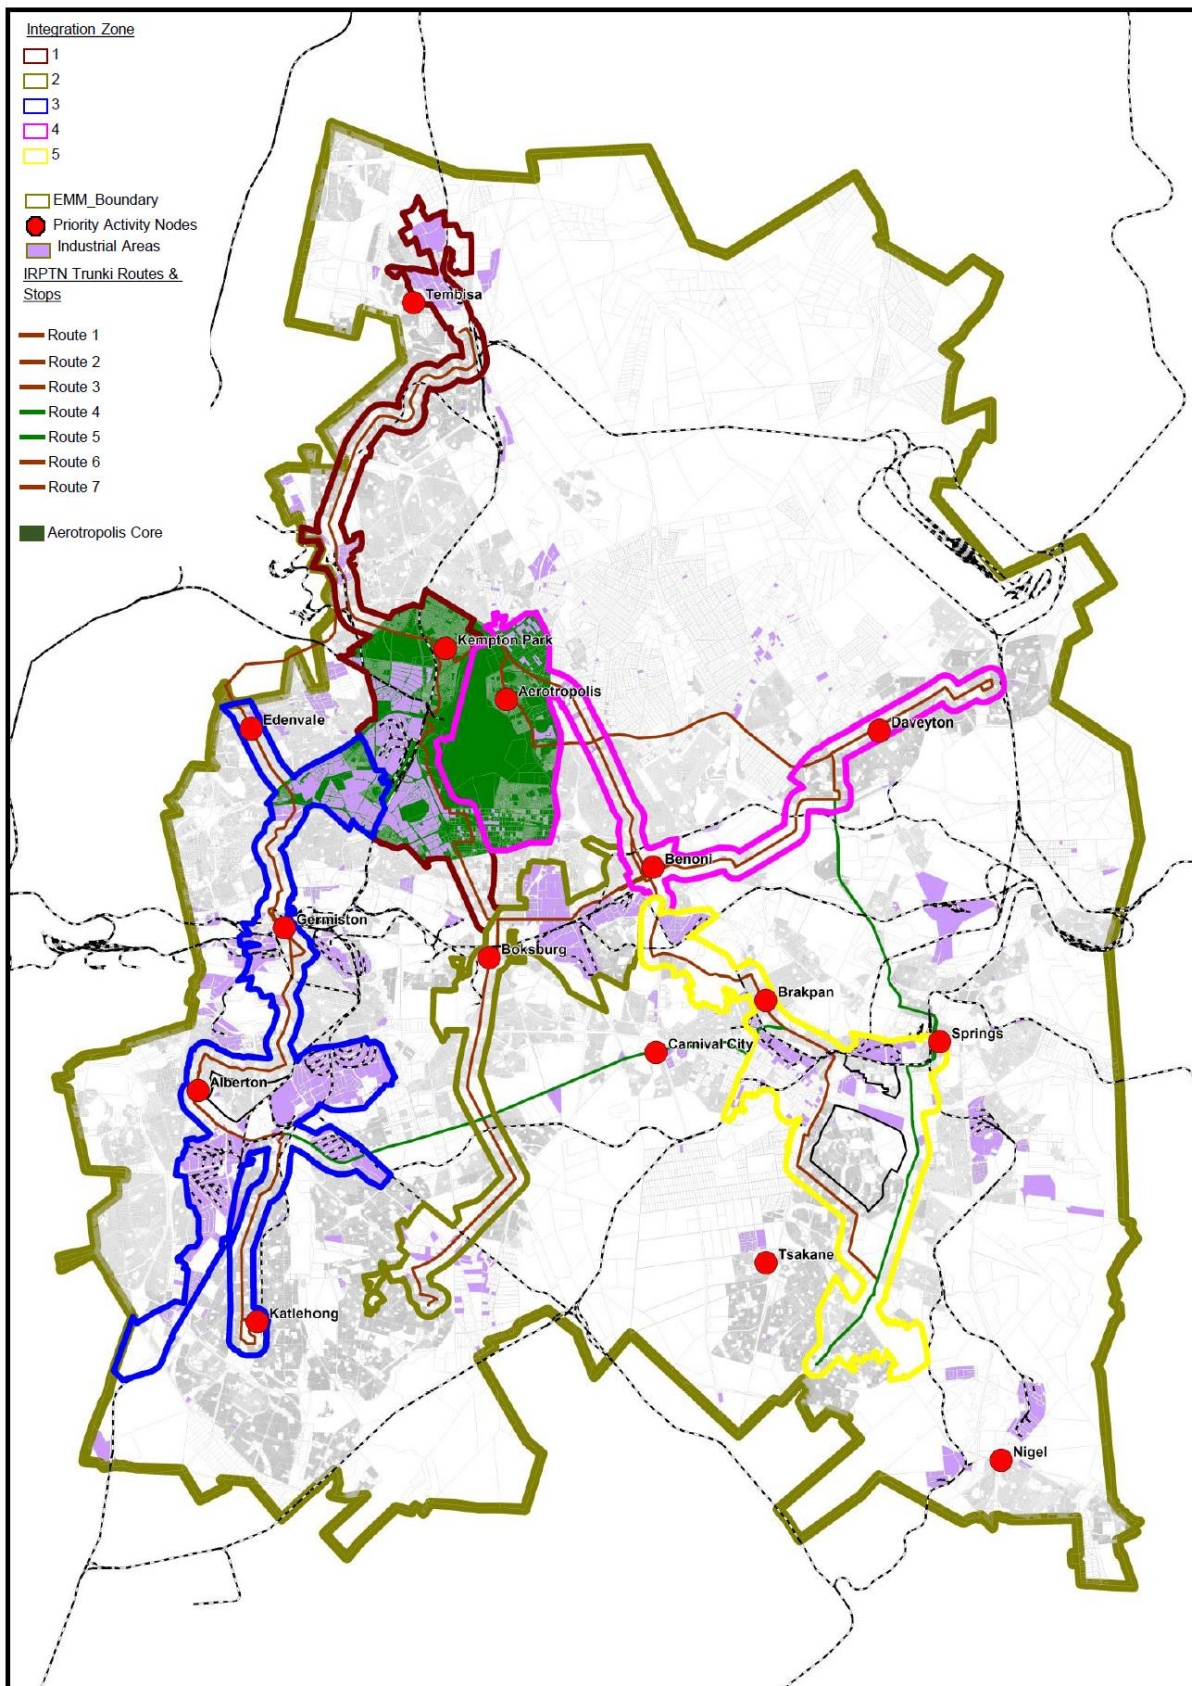 Integration Zone
1
2
3
4
5
EMM_Boundary
Priority Activity Nodes
Industrial Areas
IRPTN Trunki Routes &
Stops
Route 1
Route 2
Route 3
Route 4
Route 5
Route 6
Route 7
Aerotropolis Core
Tembisa
Kempton Park
Aerotropolis
Edenvale
Daveyton
Benoni
Germiston
Boksburg
Brakpan
Springs
Carnival City
Alberton
Tsakane
Katlehong
Nigel